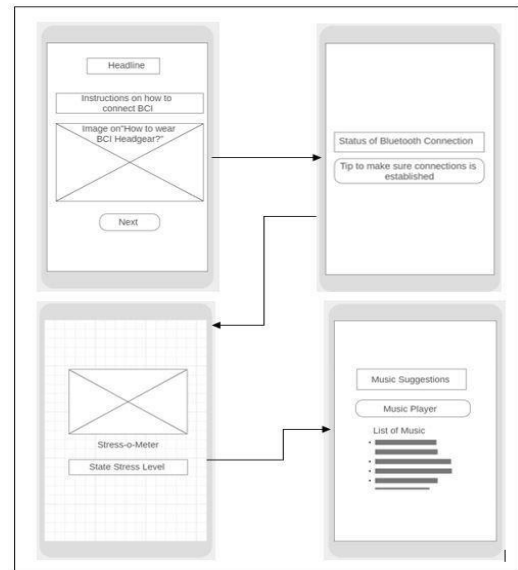 Headline
Instructions on how to
connect BCI
Image on"How to wear
BCI Headgear?"
Next
Status of Bluetooth Connection
Tip to make sure connections is
established
Stress-o-Meter
State Stress Level
Music Suggestions
Music Player
List of Music